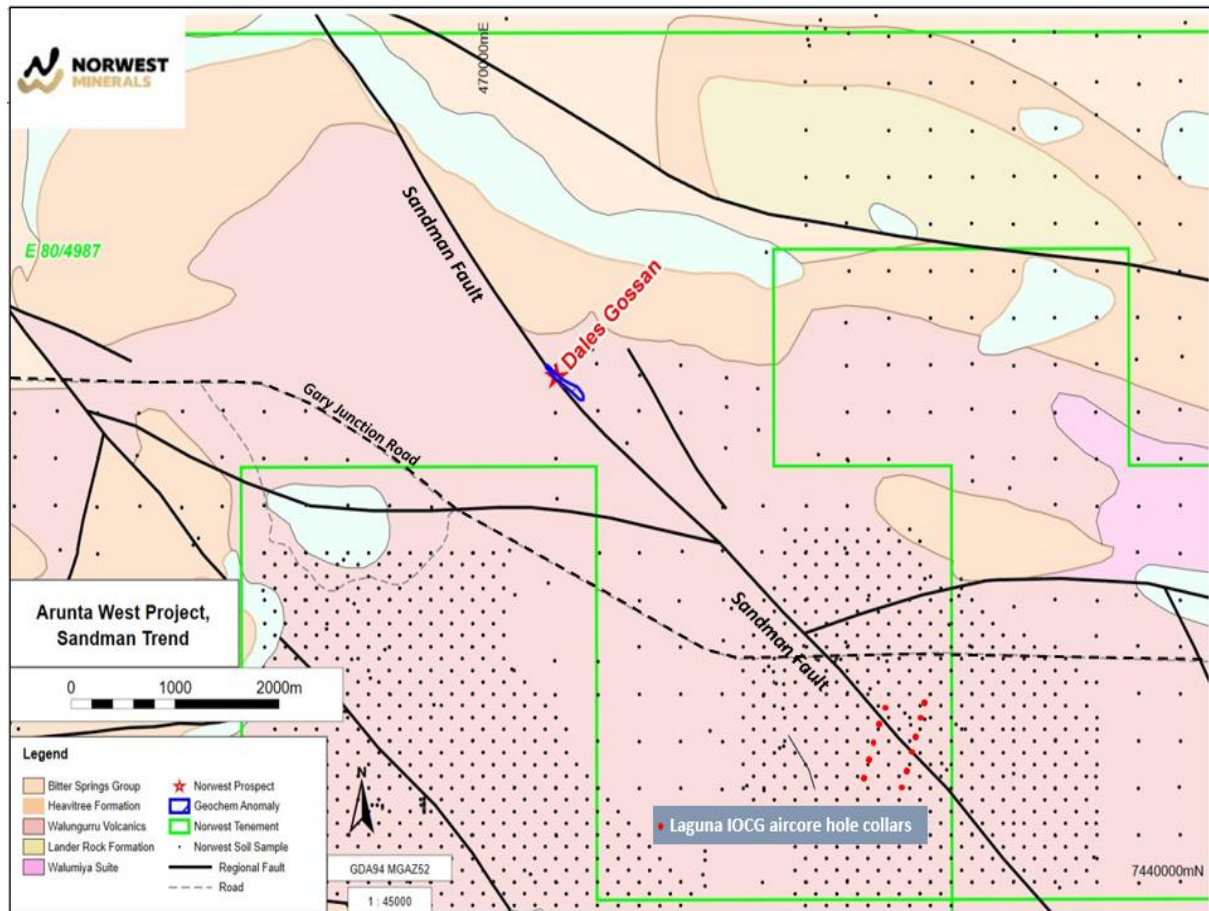 NORWEST
MINERALS
470000mE
E 80/4987
Sandman Fault
Dales Gossan
Gary Junction Road
Sandman Fault
Arunta West Project,
Sandman Trend
0 1000 2000m
Legend
Bitter Springs Group
Heavitree Formation
Walungurru Volcanics
Lander Rock Formation
Walumiya Suite
Norwest Prospect
Geochem Anomaly
Norwest Tenement
Norwest Soil Sample
Regional Fault
Road
N
GDA94 MGAZ52
1 : 45000
Laguna IOCG aircore hole collars
7440000mN